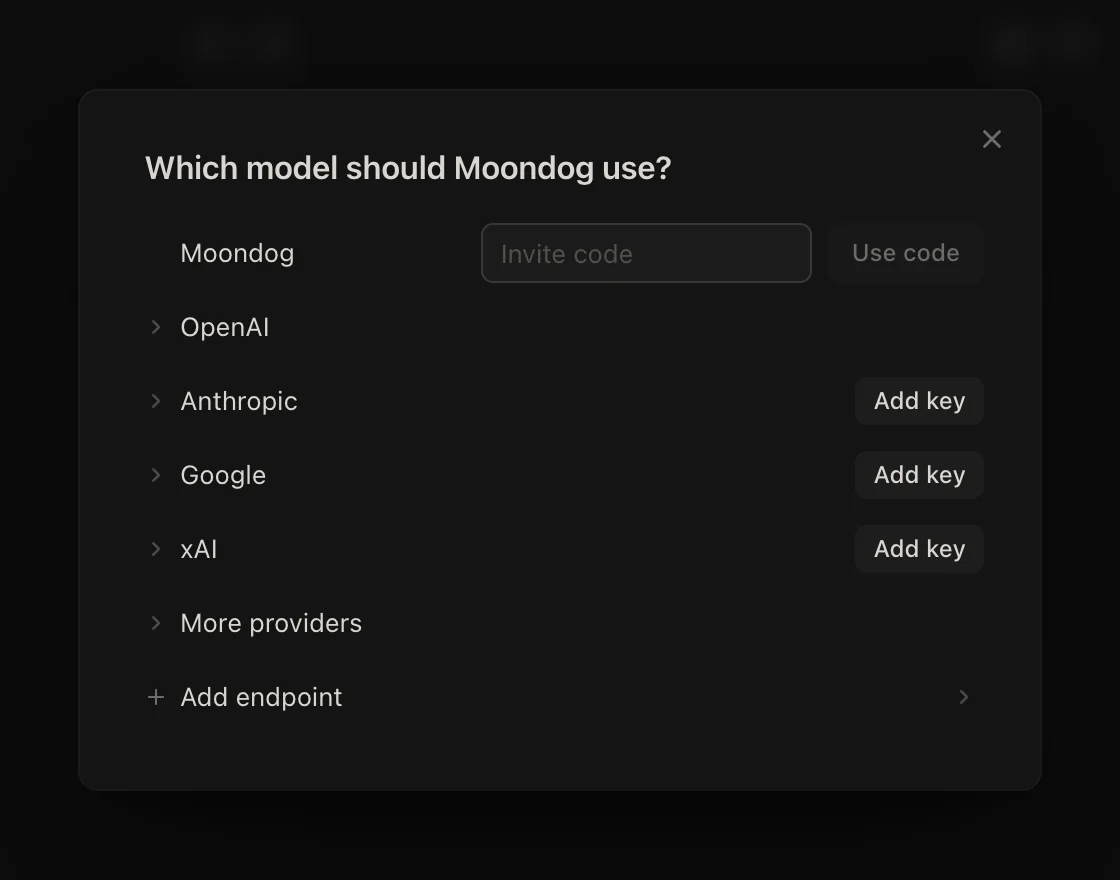 Which model should Moondog use?
Moondog Invite code Use code
OpenAI
Anthropic Add key
Google Add key
xAI Add key
More providers
Add endpoint